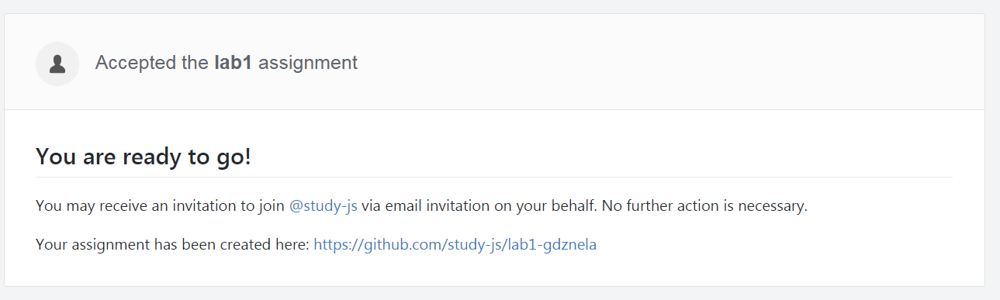 Accepted the lab1 assignment
You are ready to go!
You may receive an invitation to join @study-js via email invitation on your behalf. No further action is necessary.
Your assignment has been created here: https://github.com/study-js/lab1-gdznela